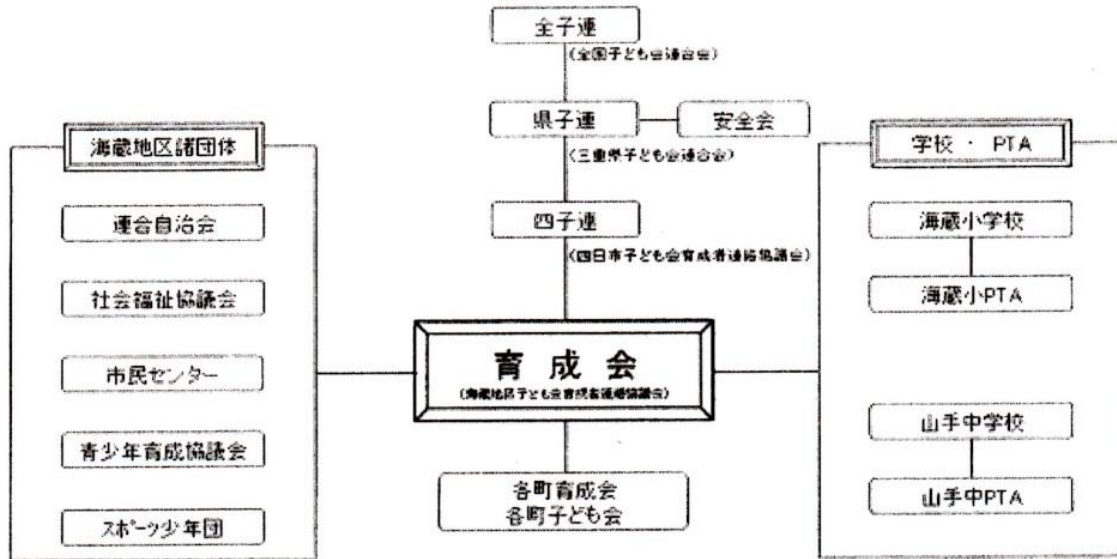 全子連
(全国子ども会連合会)
県子連
安全会
(三重県子ども会連合会)
四子連
(四日市子ども会育成者連絡協議会)
海蔵地区諸団体
連合自治会
社会福祉協議会
市民センター
青少年育成協議会
スポーツ少年団
育成会
(海蔵地区子ども会育成者連絡協議会)
各町育成会
各町子ども会
学校・PTA
海蔵小学校
海蔵小PTA
山手中学校
山手中PTA